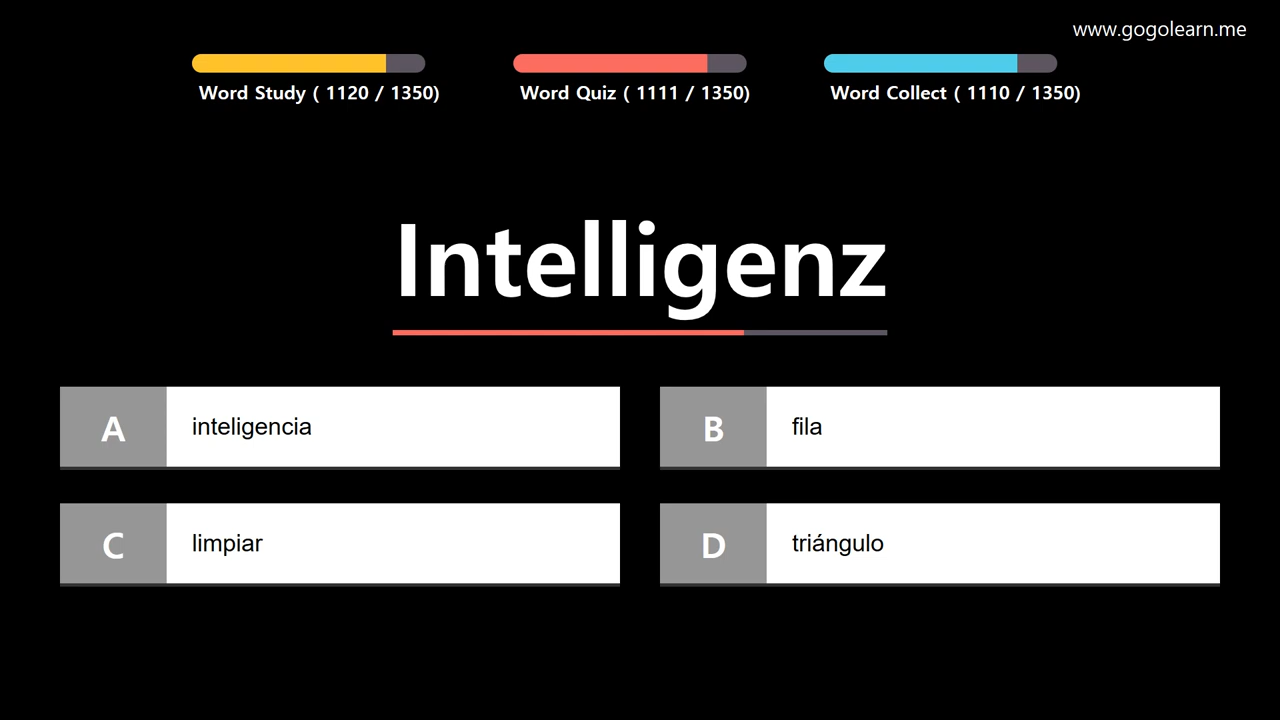 www.gogolearn.me
Word Study ( 1120 / 1350)
Word Quiz ( 1111 / 1350)
Word Collect ( 1110 / 1350)
Intelligenz
A inteligencia
B fila
C limpiar
D triángulo